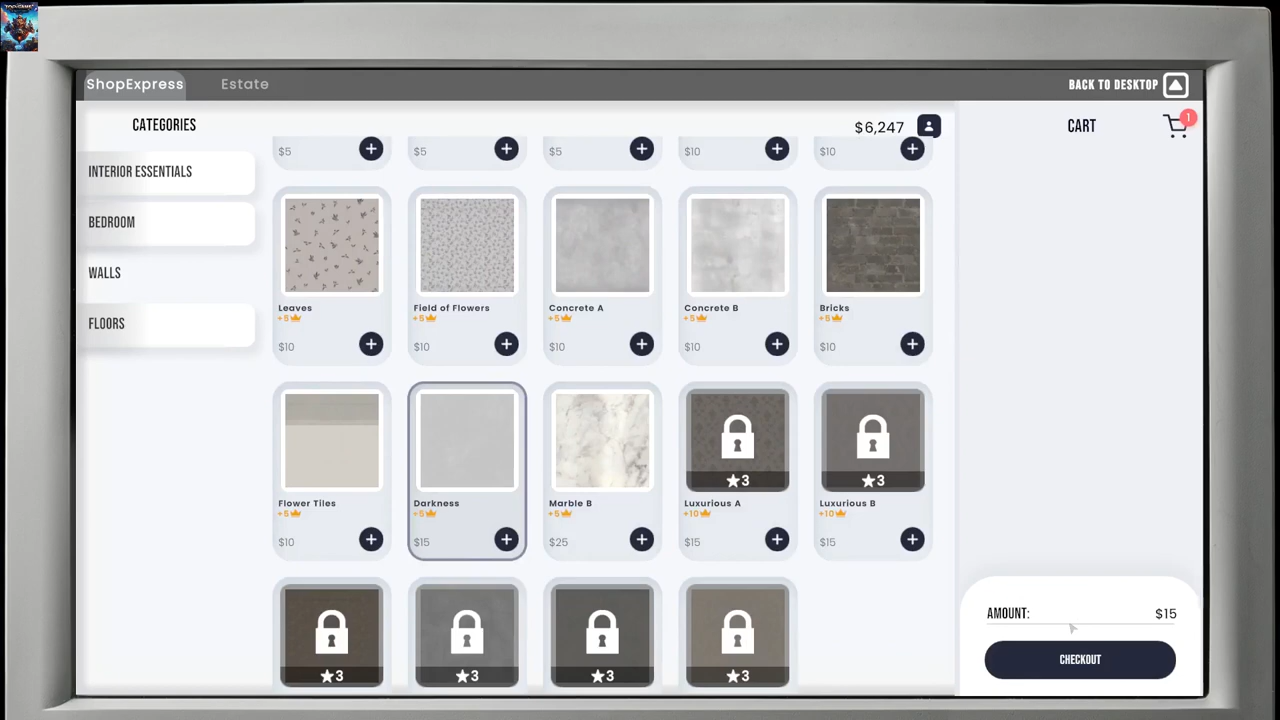 ShopExpress
Estate
BACK TO DESKTOP
CATEGORIES
$6,247
CART
1
INTERIOR ESSENTIALS
BEDROOM
WALLS
FLOORS
$5
$5
$5
$10
$10
Leaves
+5
$10
Field of Flowers
+5
$10
Concrete A
+5
$10
Concrete B
+5
$10
Bricks
+5
$10
Flower Tiles
+5
$10
Darkness
+5
$15
Marble B
+5
$25
3
Luxurious A
+10
$15
3
Luxurious B
+10
$15
3
3
3
3
AMOUNT:
$15
CHECKOUT